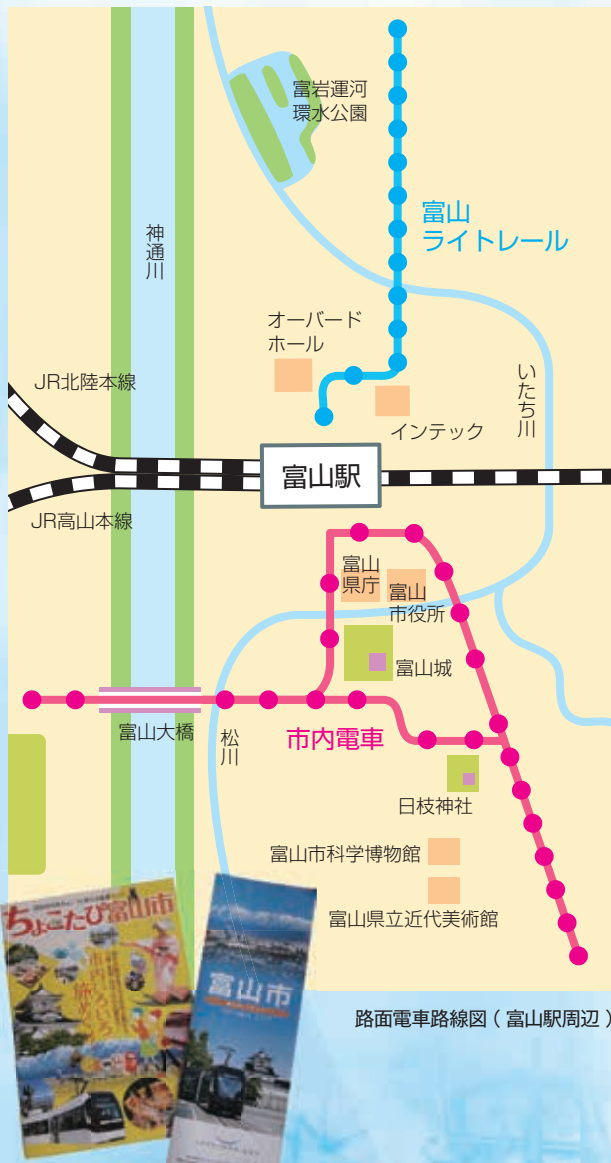 富岩運河
環水公園
富山
ライトレール
神通川
オーバード
ホール
いたち川
JR北陸本線
インテック
富山駅
JR高山本線
富山
県庁
富山
市役所
富山城
富山大橋
松川
市内電車
日枝神社
富山市科学博物館
富山県立近代美術館
ちょこたび富山市
富山市
路面電車路線図（富山駅周辺）